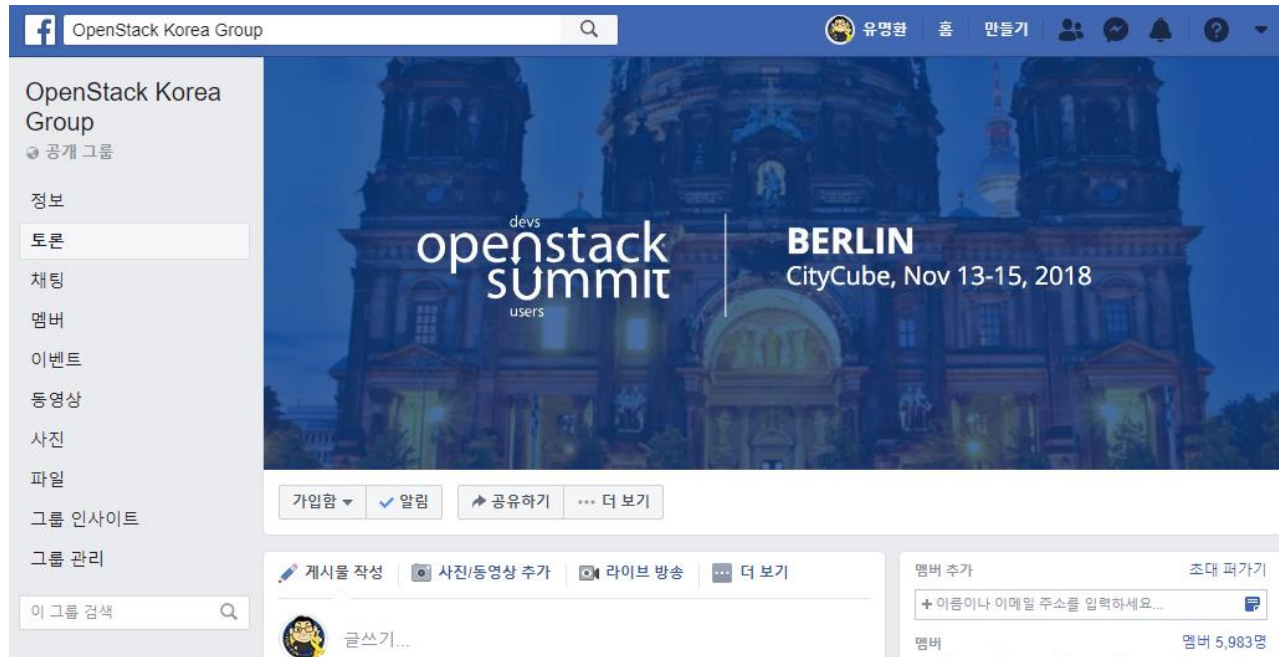 OpenStack Korea Group
유명환 홈 만들기
OpenStack Korea
Group
공개 그룹
정보
토론
채팅
멤버
이벤트
동영상
사진
파일
그룹 인사이트
그룹 관리
이 그룹 검색
devs
openstack
summit
users
BERLIN
CityCube, Nov 13-15, 2018
가입함 알림 공유하기 ... 더 보기
게시물 작성 사진/동영상 추가 라이브 방송 더 보기
글쓰기...
멤버 추가 초대 퍼가기
+ 이름이나 이메일 주소를 입력하세요...
멤버 멤버 5,983명